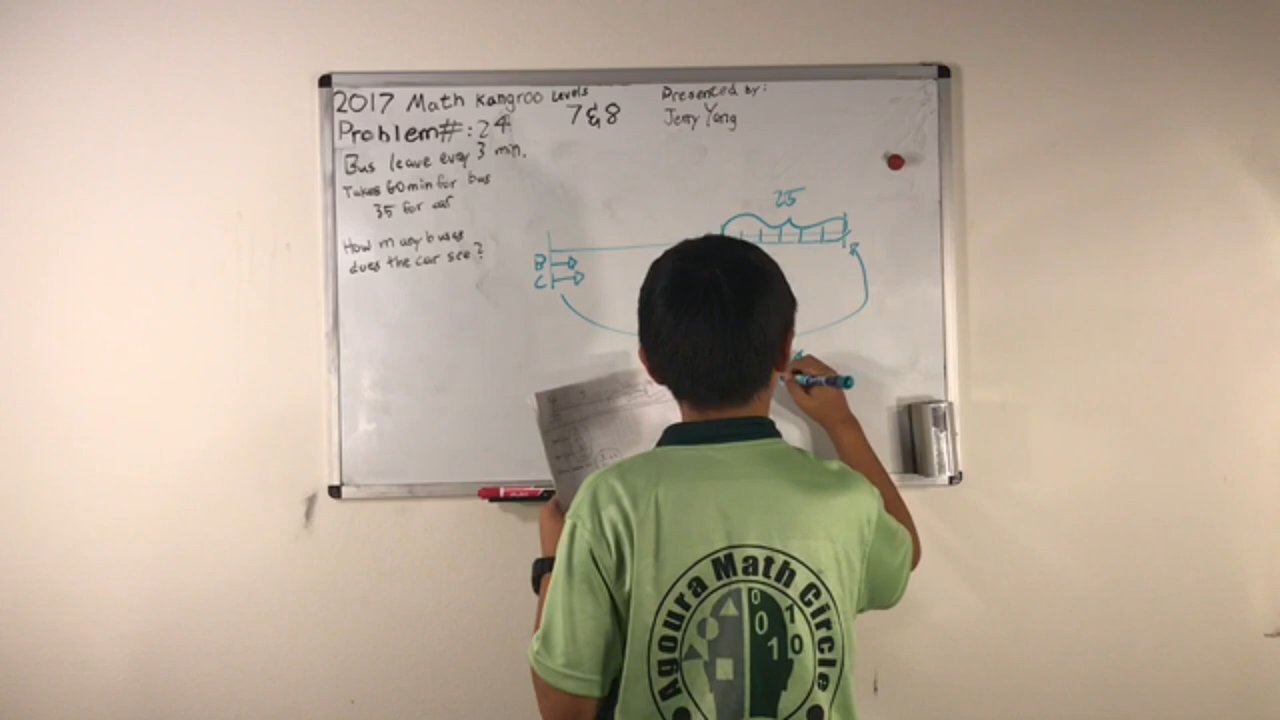 2017 Math Kangroo Levels
7 & 8
Problem#: 24
Presented by:
Jerry Yang
Bus leave every 3 min.
Takes 60 min for bus
35 for car
How many buses
does the car see?
25
B
C
Agoura Math Circle
0
1
0
1 0